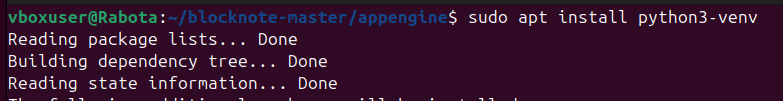 vboxuser@Rabota:~/blocknote-master/appengine$ sudo apt install python3-venv
Reading package lists... Done
Building dependency tree... Done
Reading state information... Done